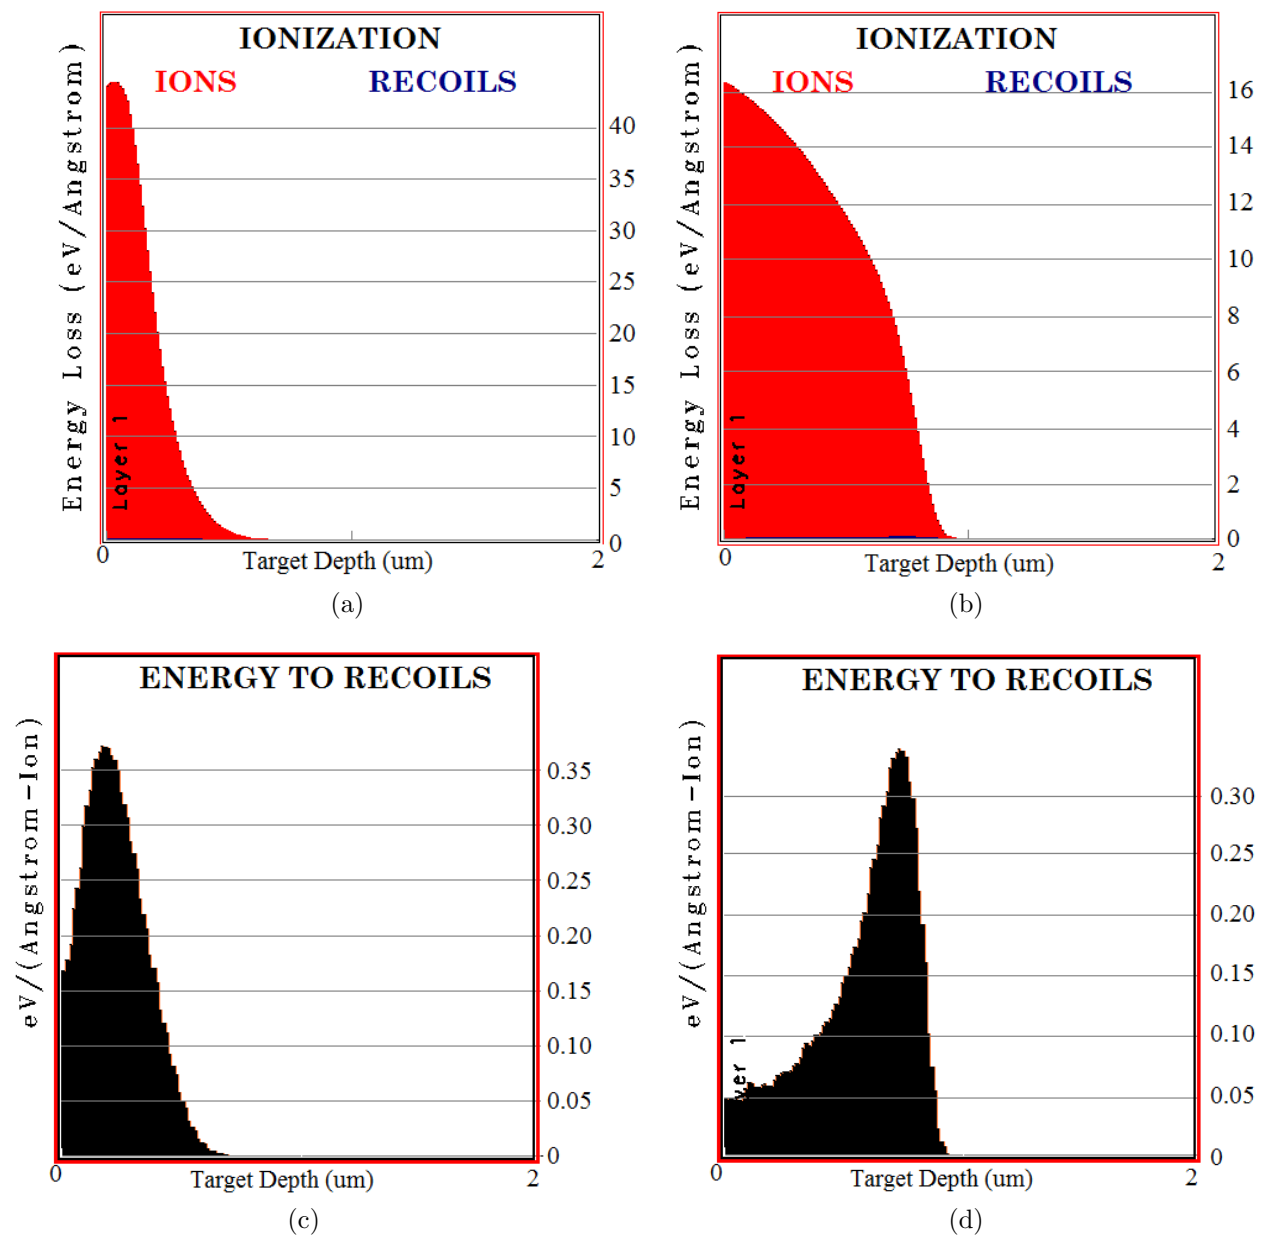 IONIZATION
IONS RECOILS
Energy Loss (eV/Angstrom)
40
35
30
25
20
15
10
5
0
Layer 1
0 2
Target Depth (um)
(a)
IONIZATION
IONS RECOILS
Energy Loss (eV/Angstrom)
16
14
12
10
8
6
4
2
0
Layer 1
0 2
Target Depth (um)
(b)
ENERGY TO RECOILS
eV/(Angstrom-Ion)
0.35
0.30
0.25
0.20
0.15
0.10
0.05
0
0 2
Target Depth (um)
(c)
ENERGY TO RECOILS
eV/(Angstrom-Ion)
0.30
0.25
0.20
0.15
0.10
0.05
0
yer 1
0 2
Target Depth (um)
(d)